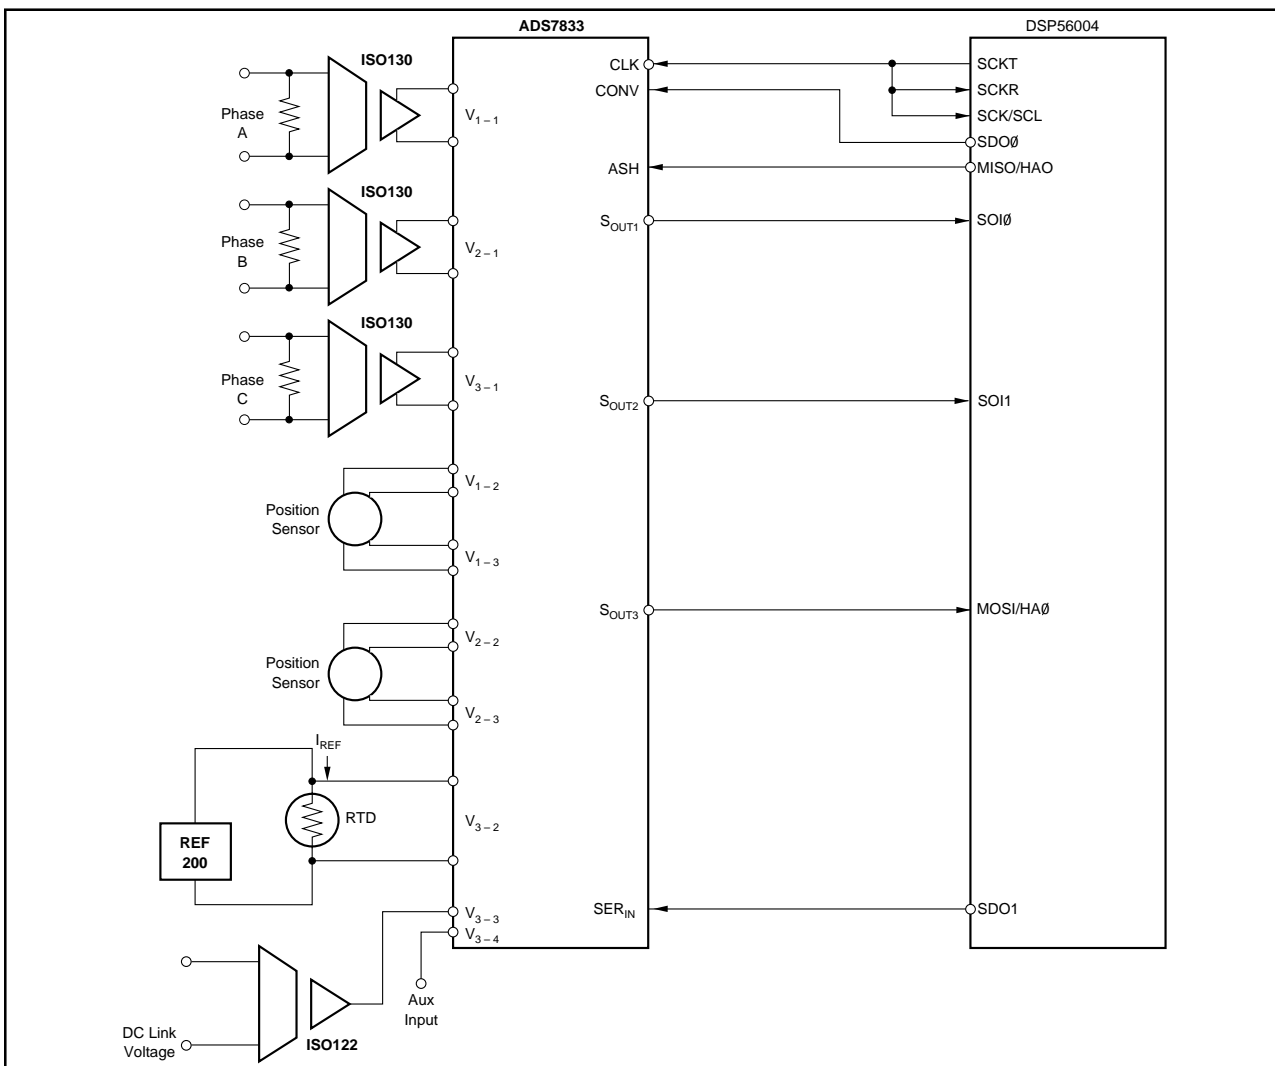 ADS7833
DSP56004
ISO130
Phase
A
V1 – 1
ISO130
Phase
B
V2 – 1
ISO130
Phase
C
V3 – 1
Position
Sensor
V1 – 2
V1 – 3
Position
Sensor
V2 – 2
V2 – 3
IREF
RTD
REF
200
V3 – 2
V3 – 3
V3 – 4
Aux
Input
DC Link
Voltage
ISO122
CLK
CONV
ASH
SOUT1
SOUT2
SOUT3
SERIN
SCKT
SCKR
SCK/SCL
SDOØ
MISO/HAO
SOIØ
SOI1
MOSI/HAØ
SDO1